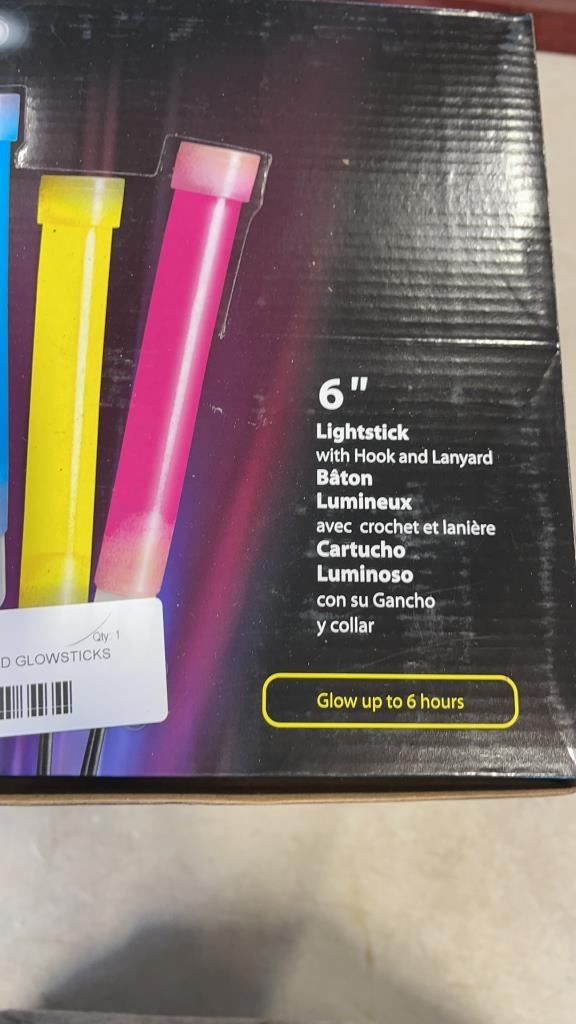 6"
Lightstick
with Hook and Lanyard
Bâton
Lumineux
avec crochet et lanière
Cartucho
Luminoso
con su Gancho
y collar
Glow up to 6 hours
Qty: 1
D GLOWSTICKS